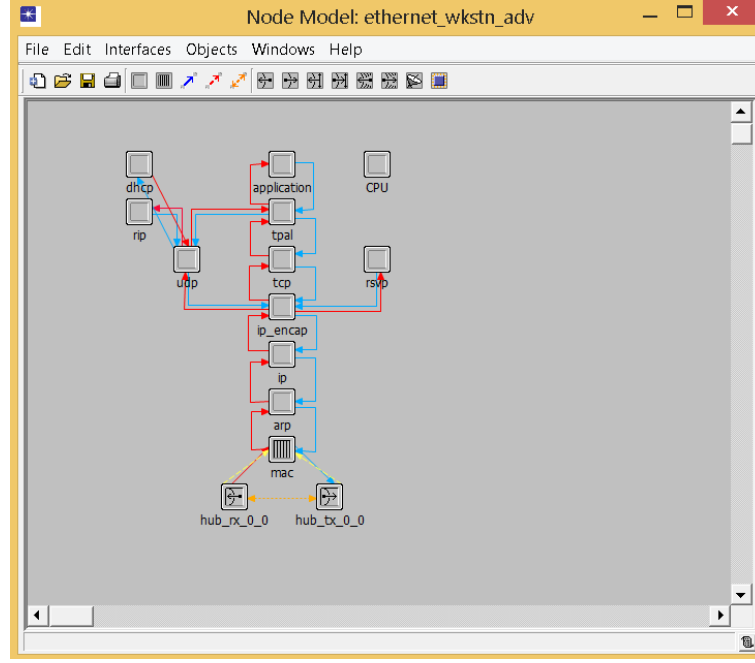 Node Model: ethernet_wkstn_adv
File Edit Interfaces Objects Windows Help
dhcp application CPU
rip tpal
udp tcp rsvp
ip_encap
ip
arp
mac
hub_rx_0_0 hub_tx_0_0